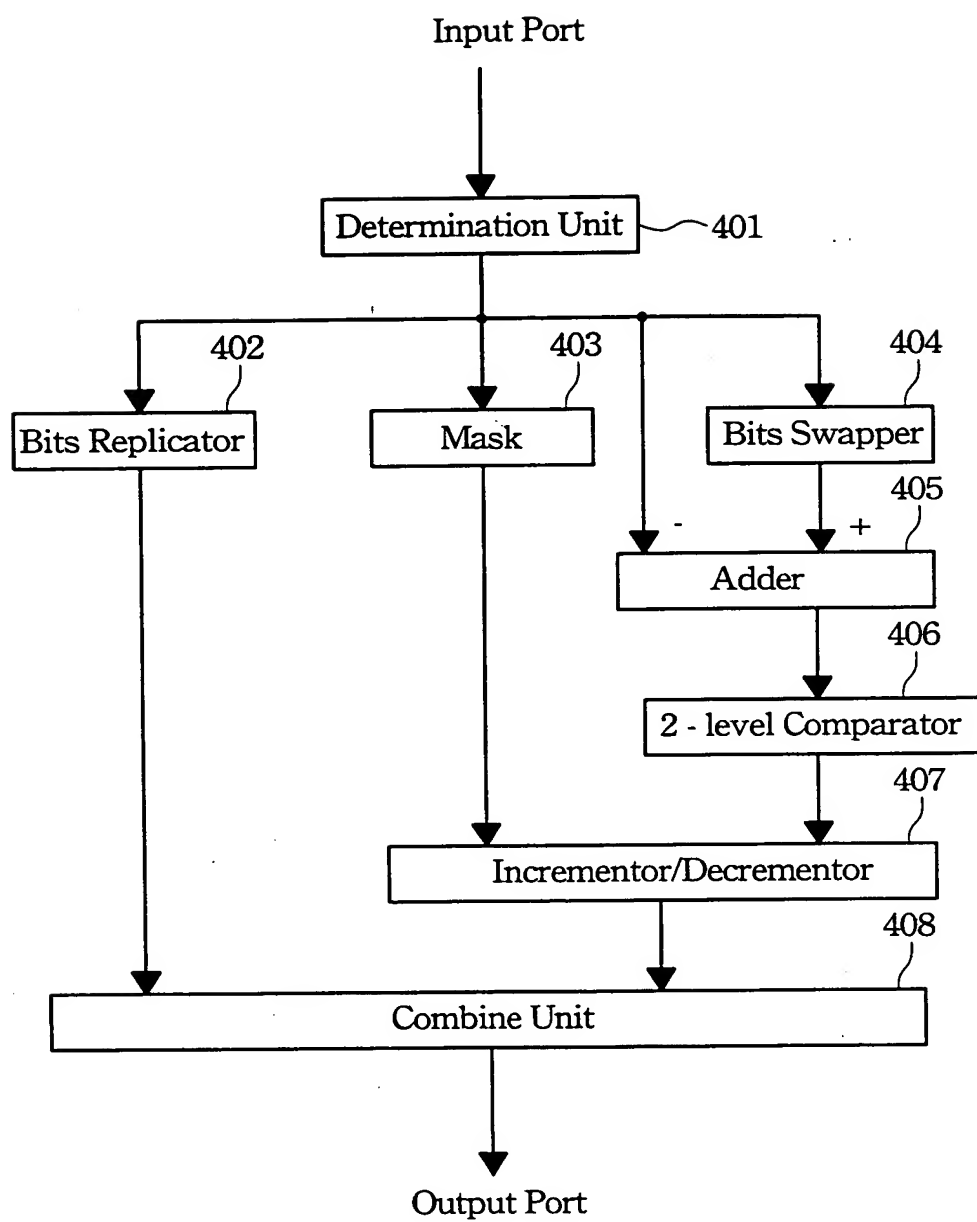 Input Port
Determination Unit
401
402
403
404
Bits Replicator
Mask
Bits Swapper
405
-
+
Adder
406
2 - level Comparator
407
Incrementor/Decrementor
408
Combine Unit
Output Port